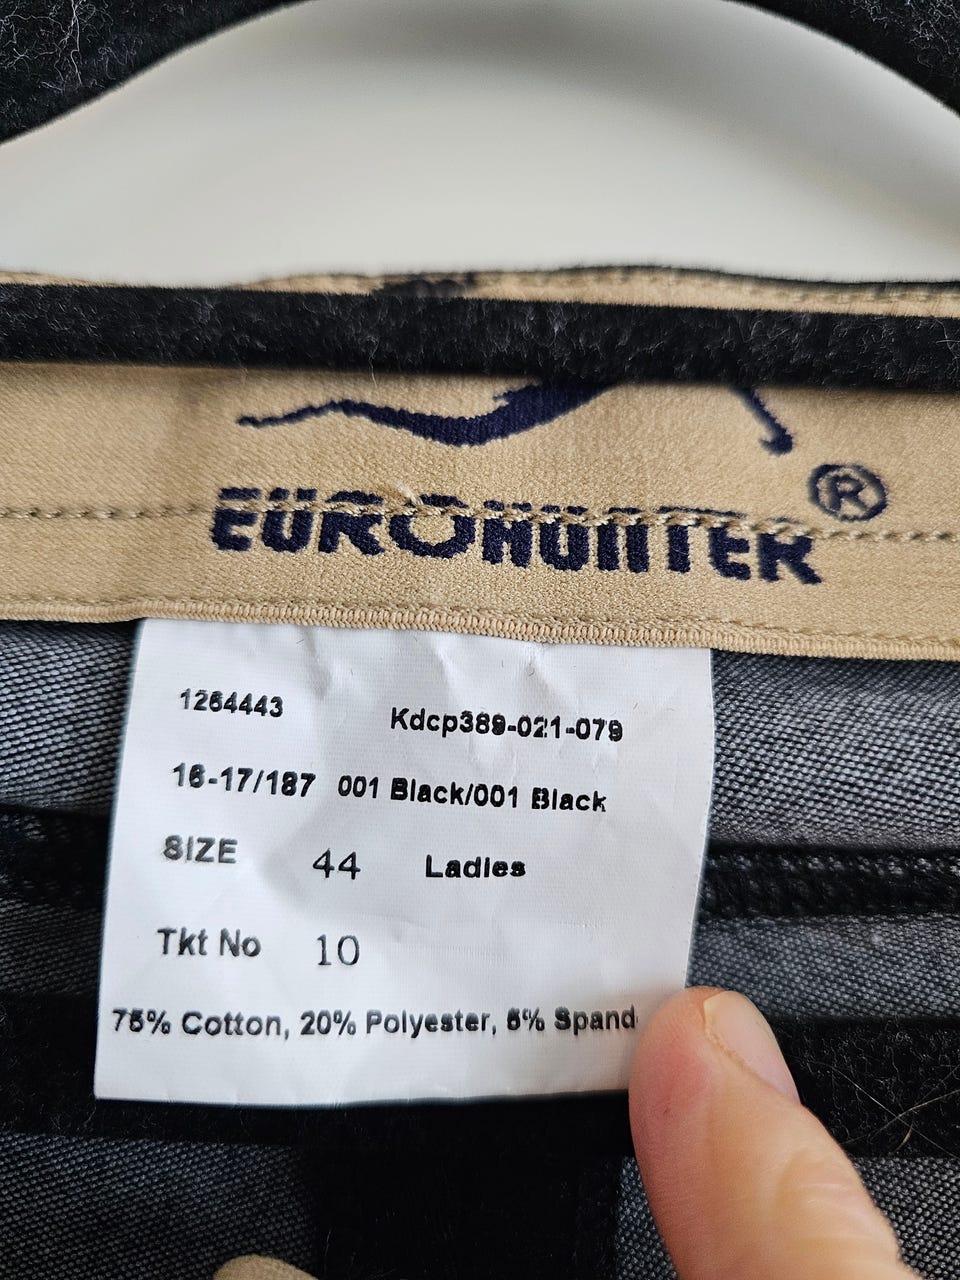 EUROHUNTER ®
1264443 Kdcp389-021-079
16-17/187 001 Black/001 Black
SIZE 44 Ladies
Tkt No 10
75% Cotton, 20% Polyester, 5% Spand